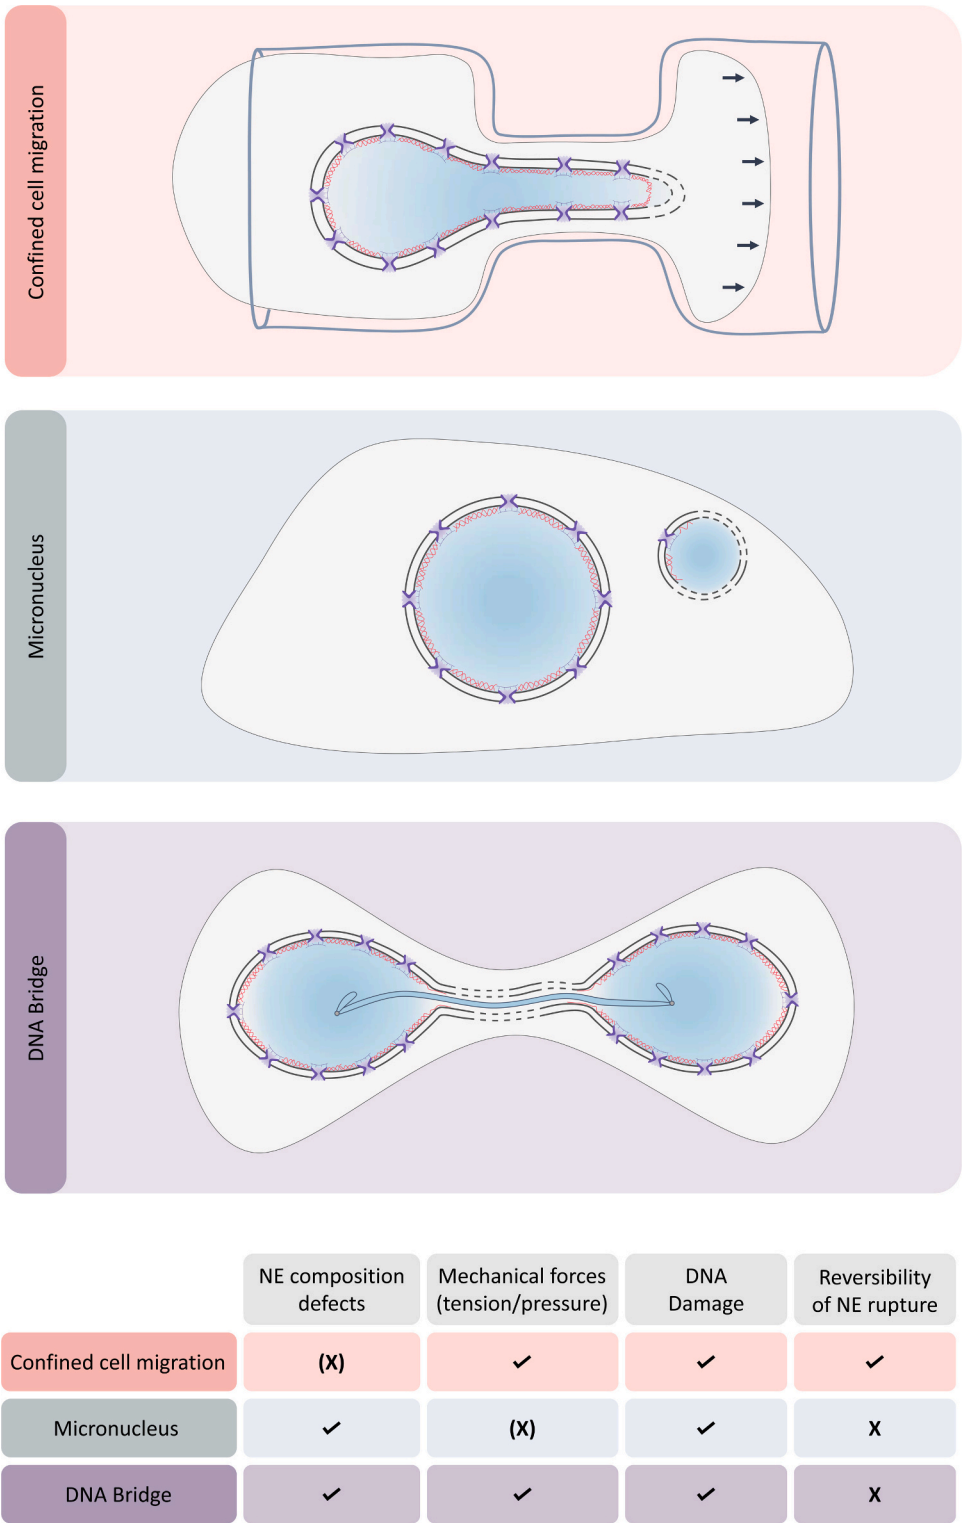 Confined cell migration
Micronucleus
DNA Bridge
NE composition
defects
Mechanical forces
(tension/pressure)
DNA
Damage
Reversibility
of NE rupture
Confined cell migration (X) ✓ ✓ ✓
Micronucleus ✓ (X) ✓ X
DNA Bridge ✓ ✓ ✓ X